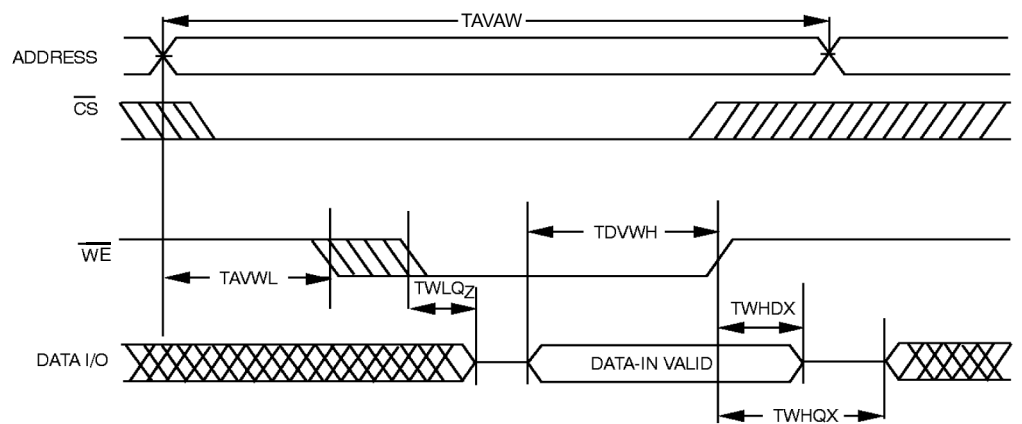 TAVAW
ADDRESS
CS
TDVWH
WE
TAVWL
TWLQZ
TWHDX
DATA I/O
DATA-IN VALID
TWHQX